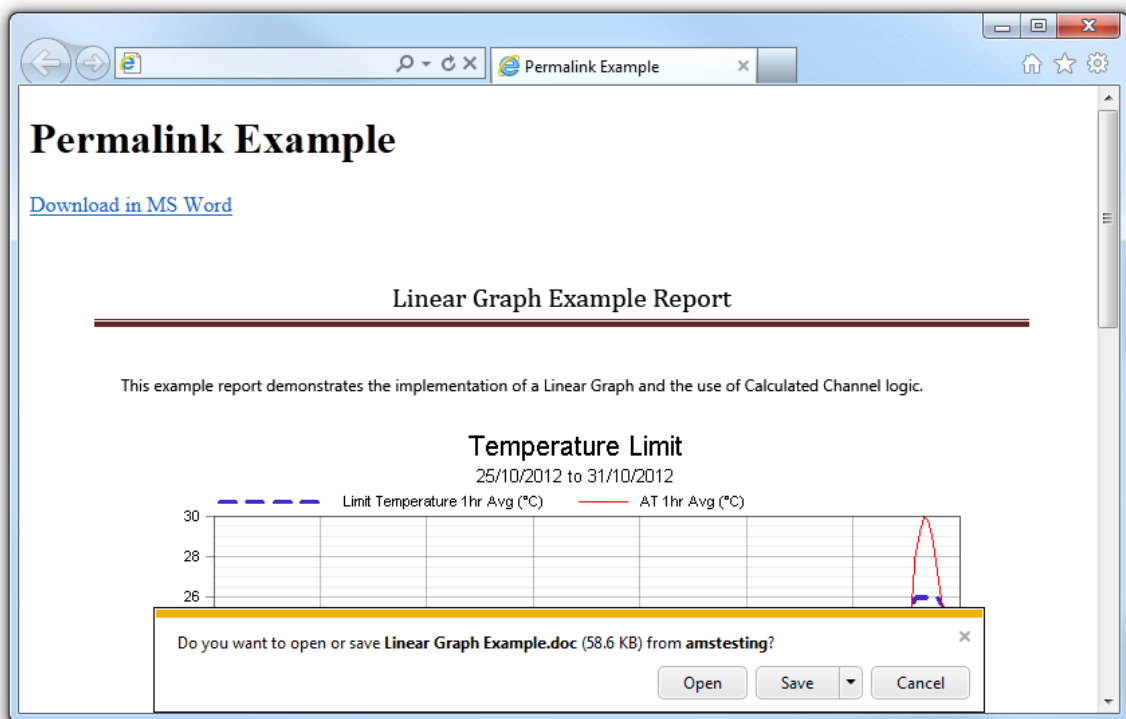 Permalink Example
Permalink Example
Download in MS Word
Linear Graph Example Report
This example report demonstrates the implementation of a Linear Graph and the use of Calculated Channel logic.
Temperature Limit
25/10/2012 to 31/10/2012
Limit Temperature 1hr Avg (°C) AT 1hr Avg (°C)
30
28
26
Do you want to open or save Linear Graph Example.doc (58.6 KB) from amstesting?
Open Save Cancel